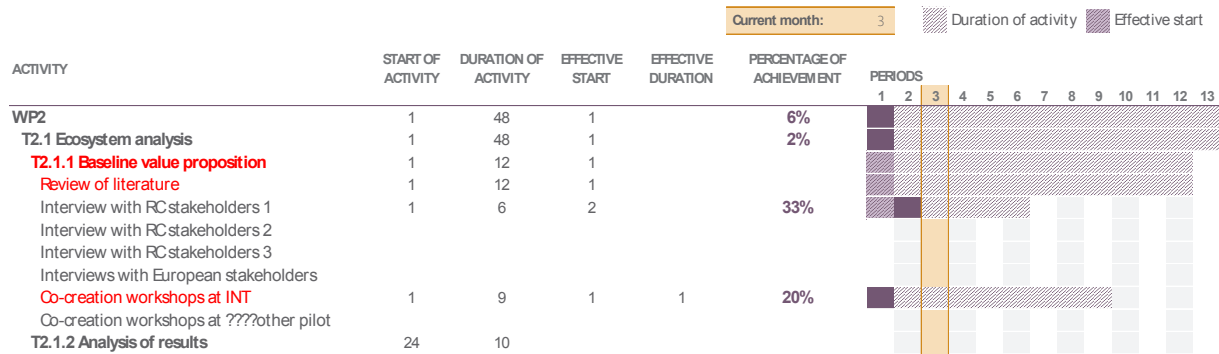 Current month: 3 Duration of activity Effective start
ACTIVITY START OF ACTIVITY DURATION OF ACTIVITY EFFECTIVE START EFFECTIVE DURATION PERCENTAGE OF ACHIEVEMENT PERIODS
1 2 3 4 5 6 7 8 9 10 11 12 13
WP2 1 48 1 6%
T2.1 Ecosystem analysis 1 48 1 2%
T2.1.1 Baseline value proposition 1 12 1
Review of literature 1 12 1
Interview with RC stakeholders 1 1 6 2 33%
Interview with RC stakeholders 2
Interview with RC stakeholders 3
Interviews with European stakeholders
Co-creation workshops at INT 1 9 1 1 20%
Co-creation workshops at ????other pilot
T2.1.2 Analysis of results 24 10